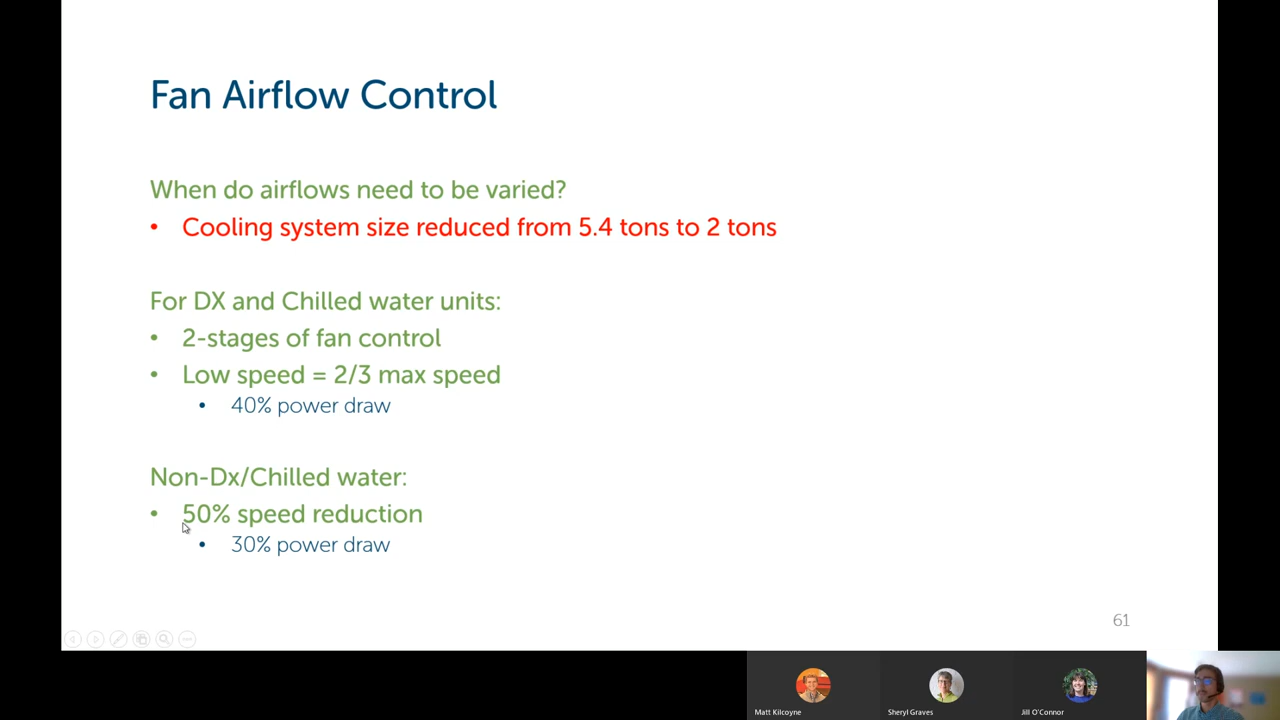 Fan Airflow Control
When do airflows need to be varied?
• Cooling system size reduced from 5.4 tons to 2 tons
For DX and Chilled water units:
• 2-stages of fan control
• Low speed = 2/3 max speed
• 40% power draw
Non-Dx/Chilled water:
• 50% speed reduction
• 30% power draw
61
Matt Kilcoyne
Sheryl Graves
Jill O'Connor